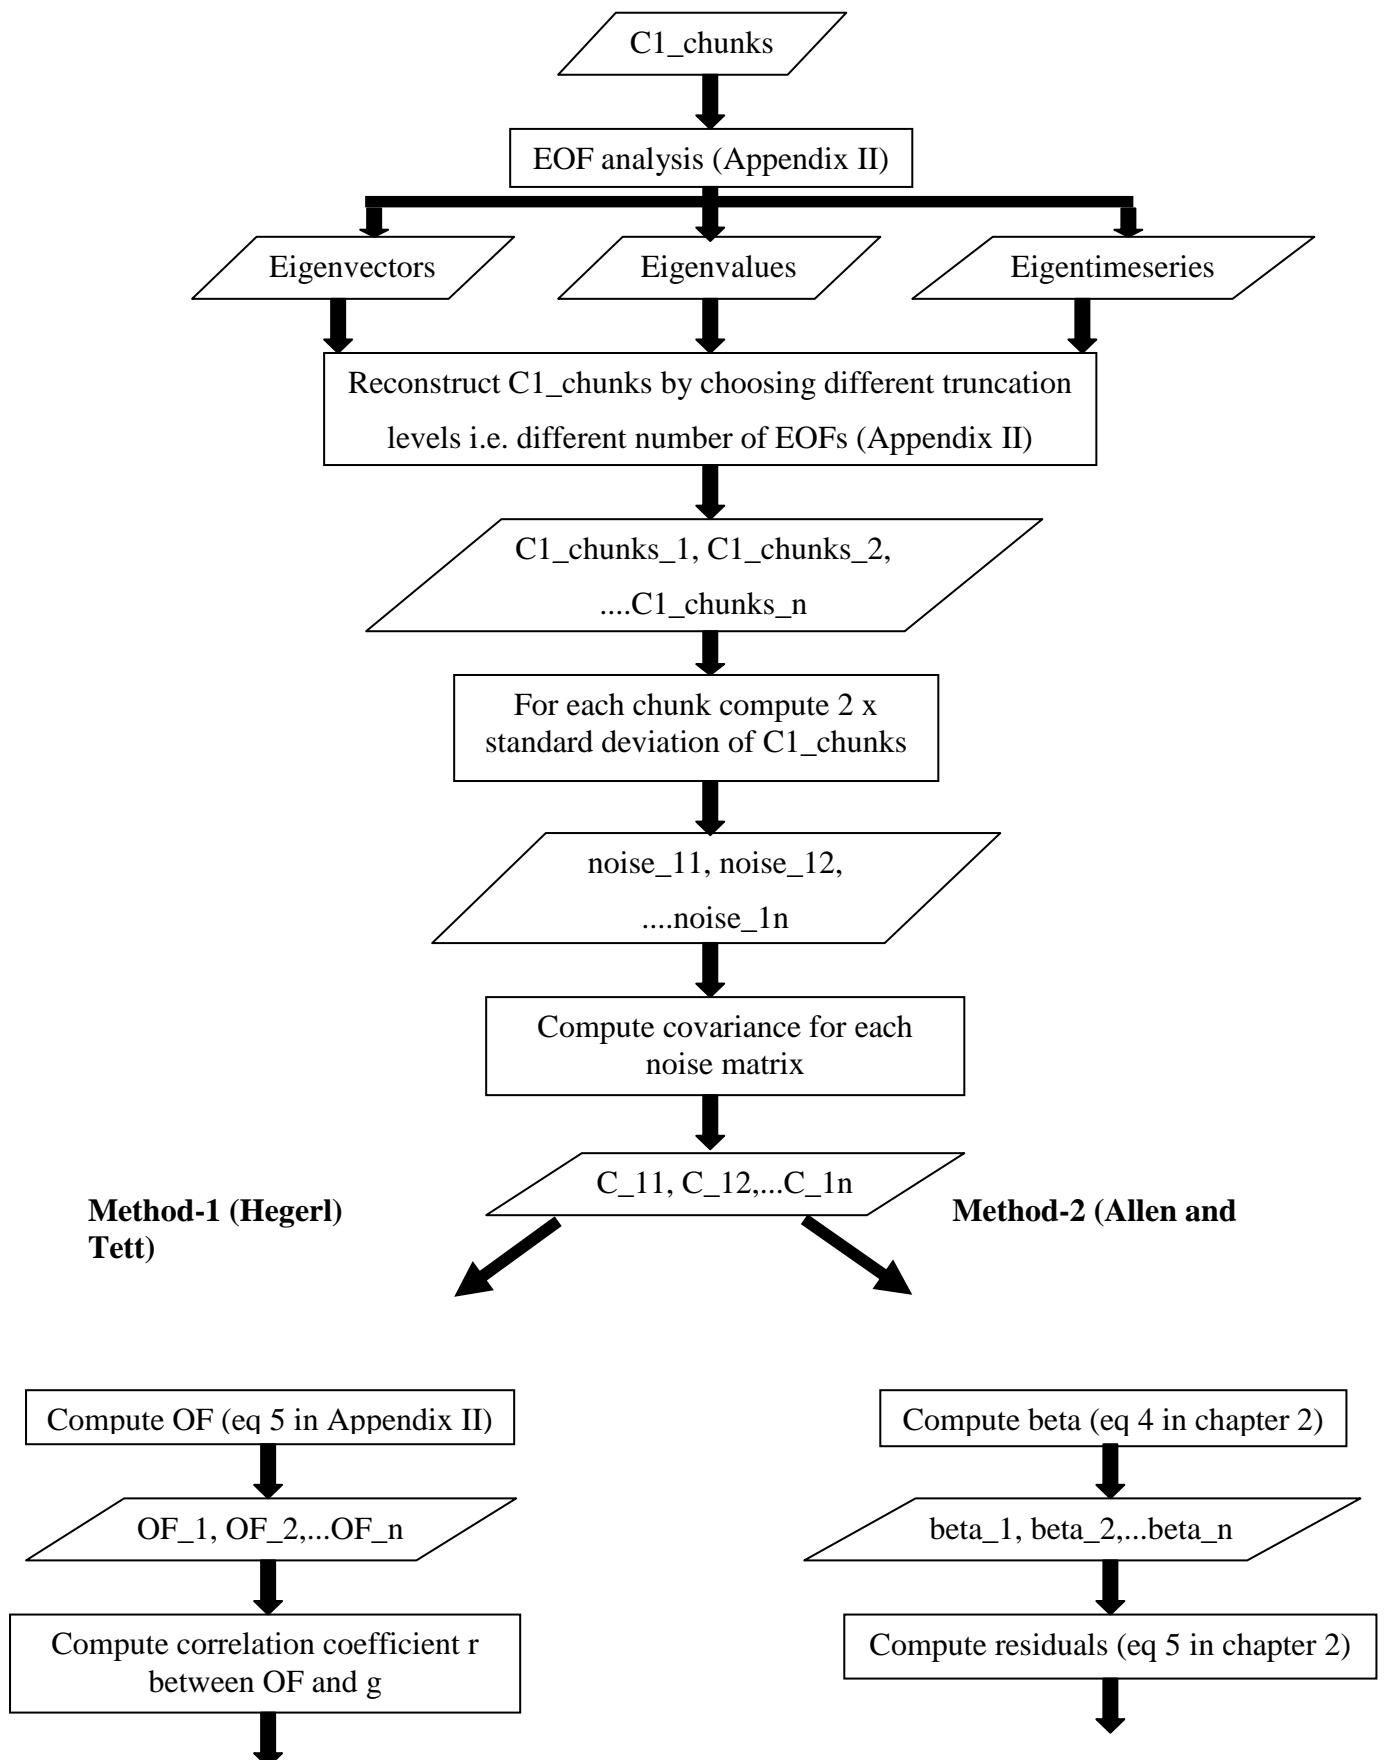 C1_chunks
EOF analysis (Appendix II)
Eigenvectors
Eigenvalues
Eigentimeseries
Reconstruct C1_chunks by choosing different truncation
levels i.e. different number of EOFs (Appendix II)
C1_chunks_1, C1_chunks_2,
....C1_chunks_n
For each chunk compute 2 x
standard deviation of C1_chunks
noise_11, noise_12,
....noise_1n
Compute covariance for each
noise matrix
C_11, C_12,...C_1n
Method-1 (Hegerl) Method-2 (Allen and
Tett)
Compute OF (eq 5 in Appendix II)
Compute beta (eq 4 in chapter 2)
OF_1, OF_2,...OF_n
beta_1, beta_2,...beta_n
Compute correlation coefficient r
between OF and g
Compute residuals (eq 5 in chapter 2)